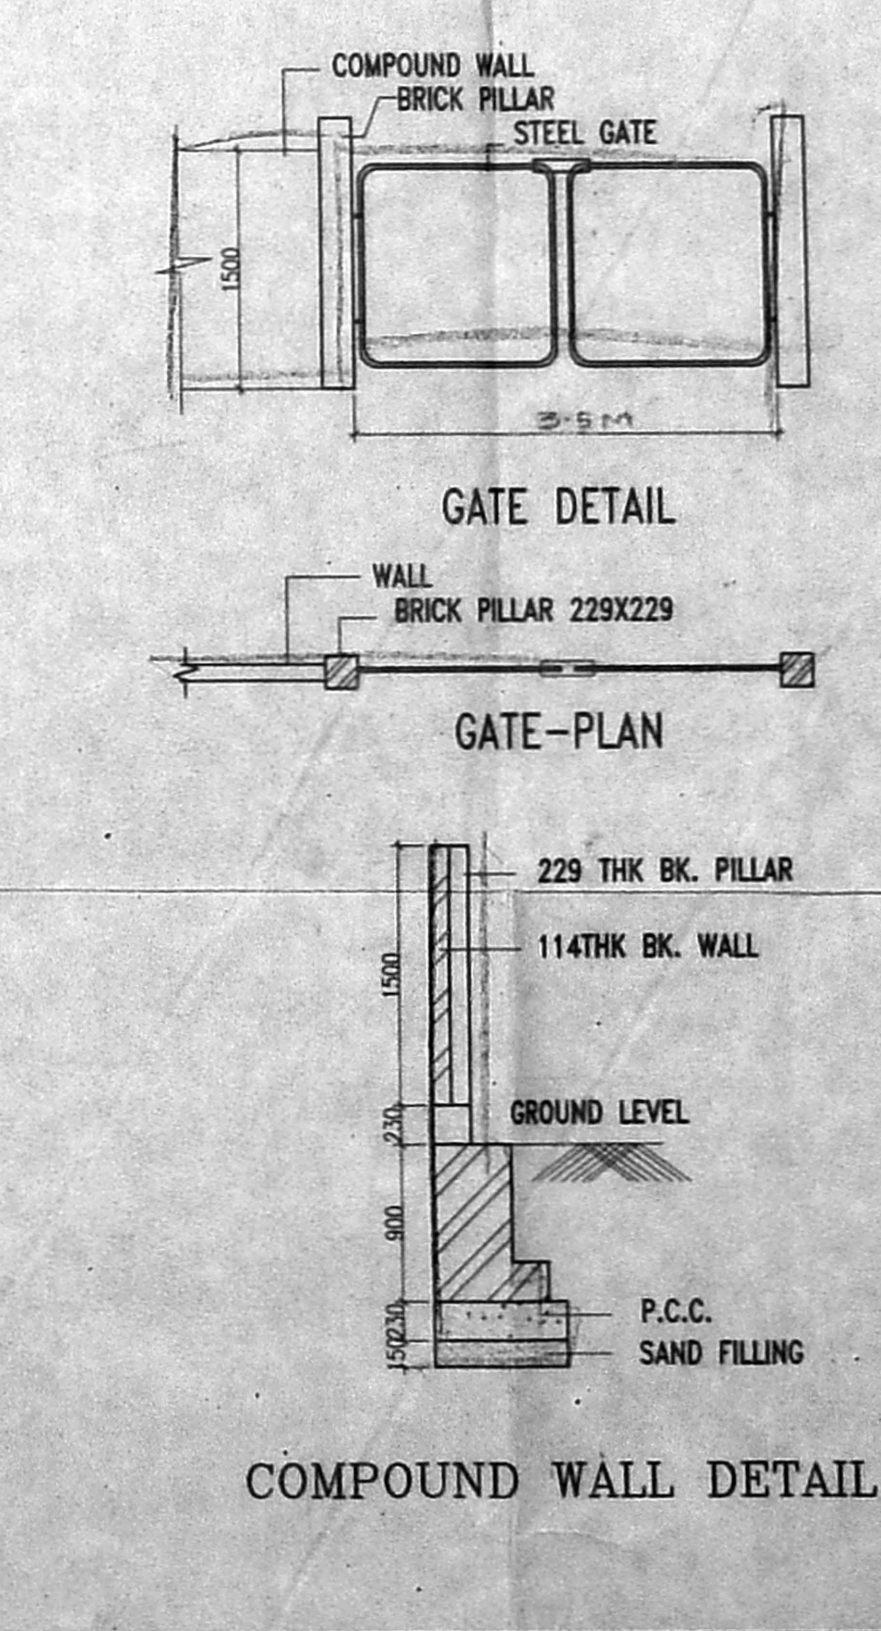 COMPOUND WALL
BRICK PILLAR
STEEL GATE
1500
3.5 M
GATE DETAIL
WALL
BRICK PILLAR 229X229
GATE-PLAN
229 THK BK. PILLAR
114THK BK. WALL
1500
GROUND LEVEL
230
900
P.C.C.
230
SAND FILLING
150
COMPOUND WALL DETAIL